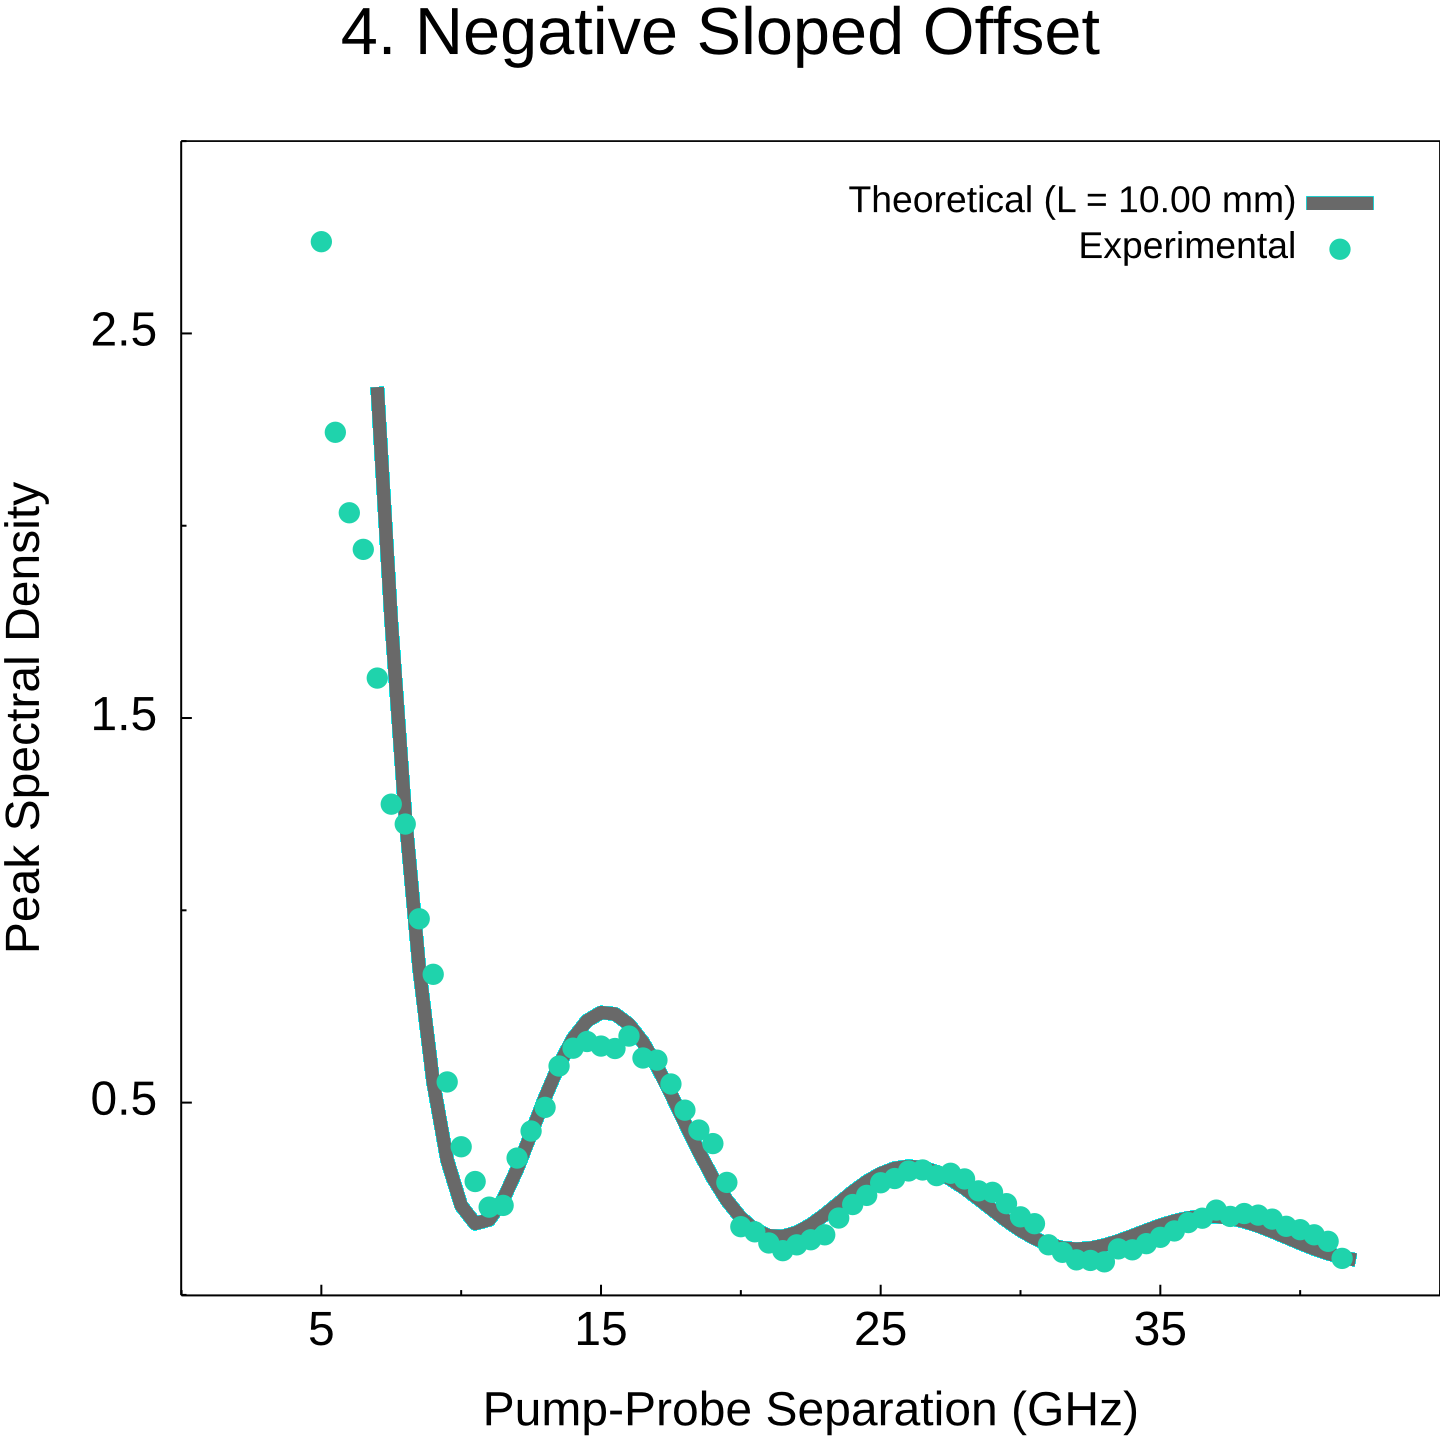 4. Negative Sloped Offset
Theoretical (L = 10.00 mm)
Experimental
2.5
1.5
0.5
Peak Spectral Density
5 15 25 35
Pump-Probe Separation (GHz)